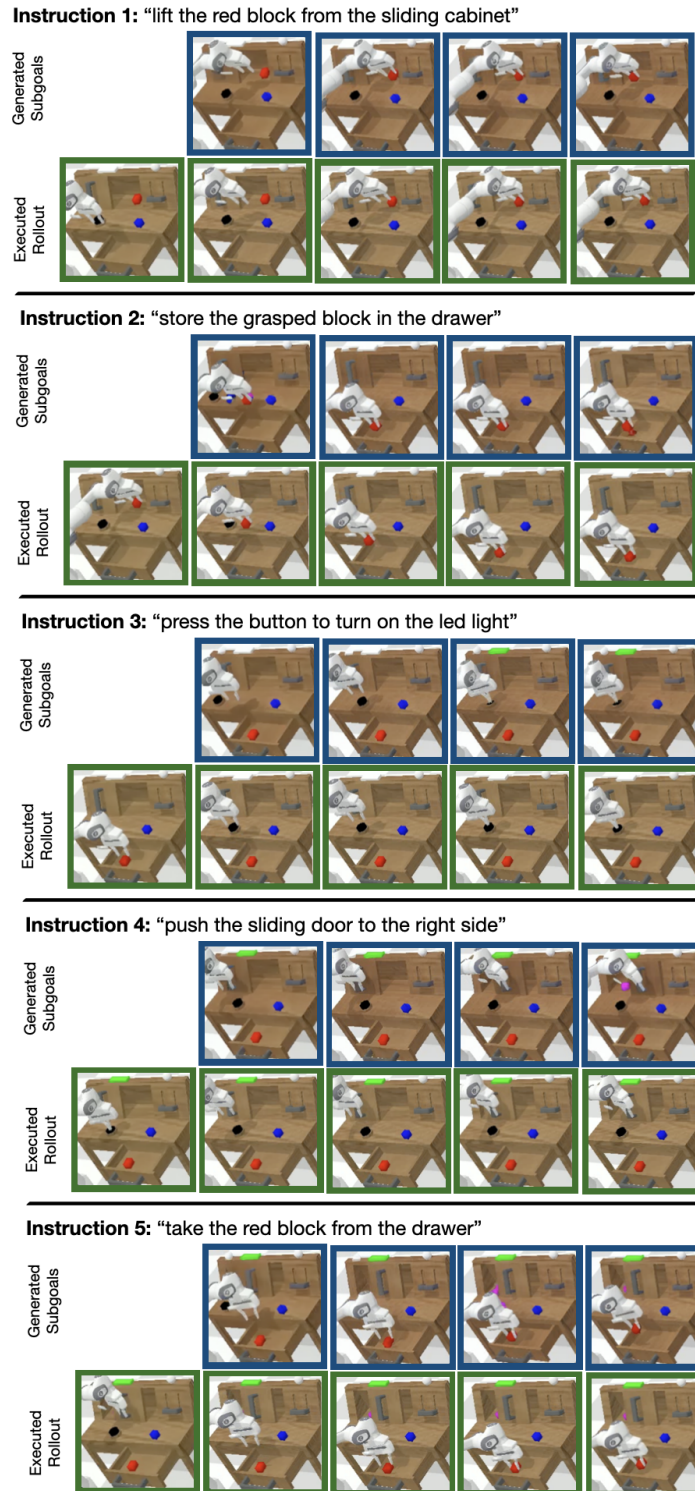 Instruction 1: “lift the red block from the sliding cabinet”
Generated
Subgoals
Executed
Rollout
Instruction 2: “store the grasped block in the drawer”
Generated
Subgoals
Executed
Rollout
Instruction 3: “press the button to turn on the led light”
Generated
Subgoals
Executed
Rollout
Instruction 4: “push the sliding door to the right side”
Generated
Subgoals
Executed
Rollout
Instruction 5: “take the red block from the drawer”
Generated
Subgoals
Executed
Rollout